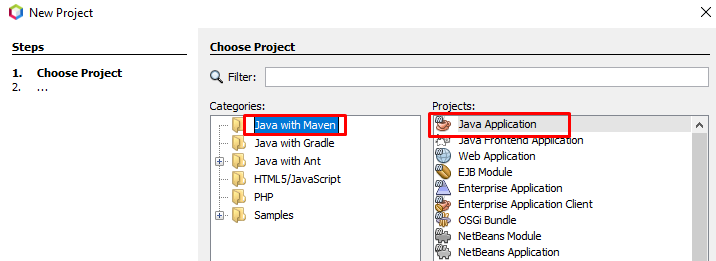 New Project
Steps
1. Choose Project
2. ...
Choose Project
Filter:
Categories:
Java with Maven
Java with Gradle
Java with Ant
HTML5/JavaScript
PHP
Samples
Projects:
Java Application
Java Frontend Application
Web Application
EJB Module
Enterprise Application
Enterprise Application Client
OSGi Bundle
NetBeans Module
NetBeans Application